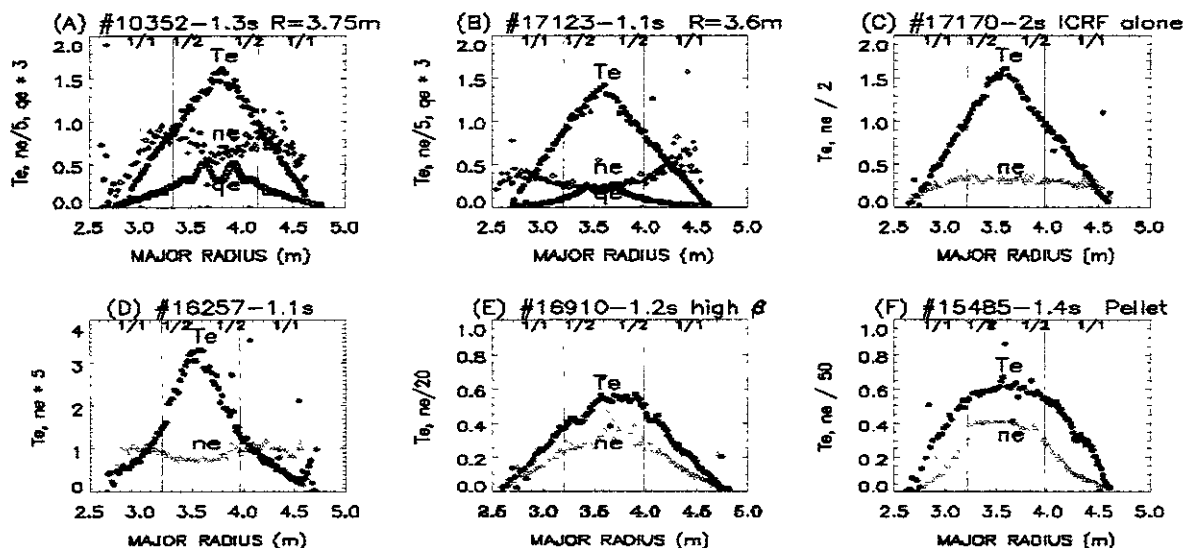 (A) #10352-1.3s R=3.75m
1/1 1/2 1/2 1/1
2.0
1.5
1.0
0.5
0.0
Te, ne/5, qe * 3
Te
ne
qe
2.5 3.0 3.5 4.0 4.5 5.0
MAJOR RADIUS (m)
(B) #17123-1.1s R=3.6m
1/1 1/2 1/2 1/1
2.0
1.5
1.0
0.5
0.0
Te, ne/5, qe * 3
Te
ne
qe
2.5 3.0 3.5 4.0 4.5 5.0
MAJOR RADIUS (m)
(C) #17170-2s ICRF alone
1/1 1/2 1/2 1/1
2.0
1.5
1.0
0.5
0.0
Te, ne / 2
Te
ne
2.5 3.0 3.5 4.0 4.5 5.0
MAJOR RADIUS (m)
(D) #16257-1.1s
1/1 1/2 1/2 1/1
4
3
2
1
0
Te, ne * 5
Te
ne
2.5 3.0 3.5 4.0 4.5 5.0
MAJOR RADIUS (m)
(E) #16910-1.2s high β
1/1 1/2 1/2 1/1
1.0
0.8
0.6
0.4
0.2
0.0
Te, ne/20
Te
ne
2.5 3.0 3.5 4.0 4.5 5.0
MAJOR RADIUS (m)
(F) #15485-1.4s Pellet
1/1 1/2 1/2 1/1
1.0
0.8
0.6
0.4
0.2
0.0
Te, ne / 50
Te
ne
2.5 3.0 3.5 4.0 4.5 5.0
MAJOR RADIUS (m)